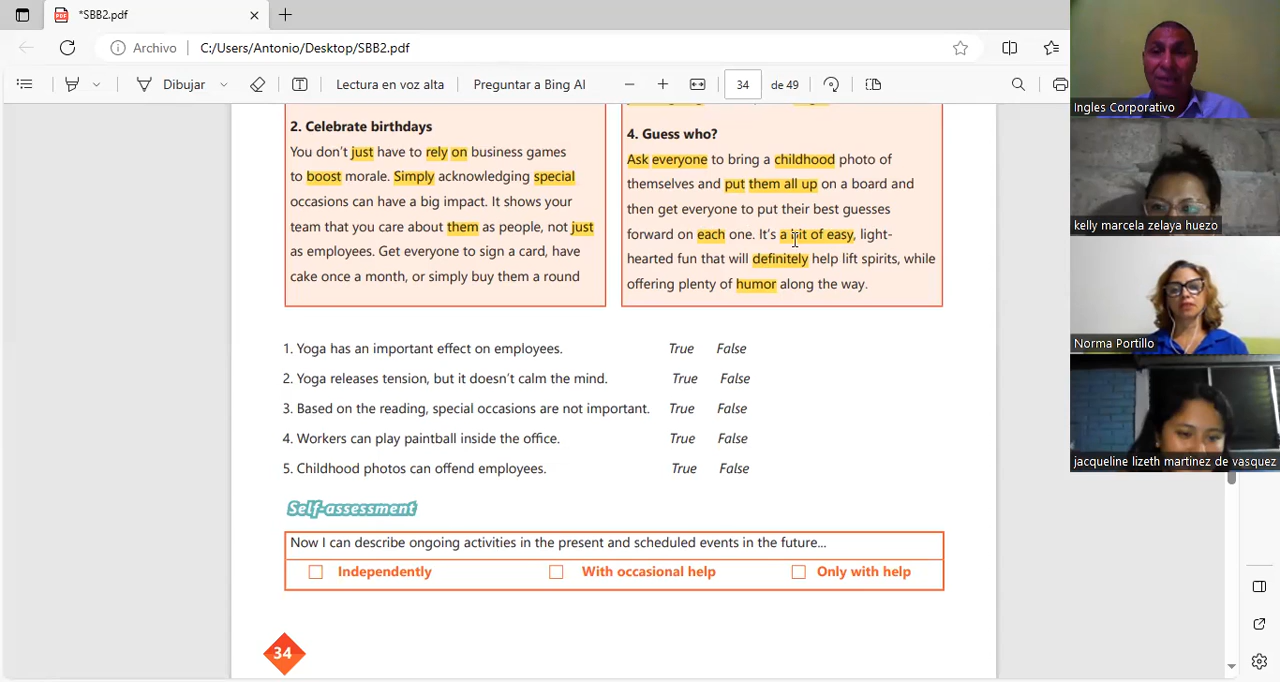 *SBB2.pdf
Archivo
C:/Users/Antonio/Desktop/SBB2.pdf
Dibujar
Lectura en voz alta
Preguntar a Bing AI
34 de 49
2. Celebrate birthdays
You don't just have to rely on business games
to boost morale. Simply acknowledging special
occasions can have a big impact. It shows your
team that you care about them as people, not just
as employees. Get everyone to sign a card, have
cake once a month, or simply buy them a round
4. Guess who?
Ask everyone to bring a childhood photo of
themselves and put them all up on a board and
then get everyone to put their best guesses
forward on each one. It's a bit of easy, light-
hearted fun that will definitely help lift spirits, while
offering plenty of humor along the way.
1. Yoga has an important effect on employees. True False
2. Yoga releases tension, but it doesn't calm the mind. True False
3. Based on the reading, special occasions are not important. True False
4. Workers can play paintball inside the office. True False
5. Childhood photos can offend employees. True False
Self-assessment
Now I can describe ongoing activities in the present and scheduled events in the future...
Independently With occasional help Only with help
34
Ingles Corporativo
kelly marcela zelaya huezo
Norma Portillo
jacqueline lizeth martinez de vasquez